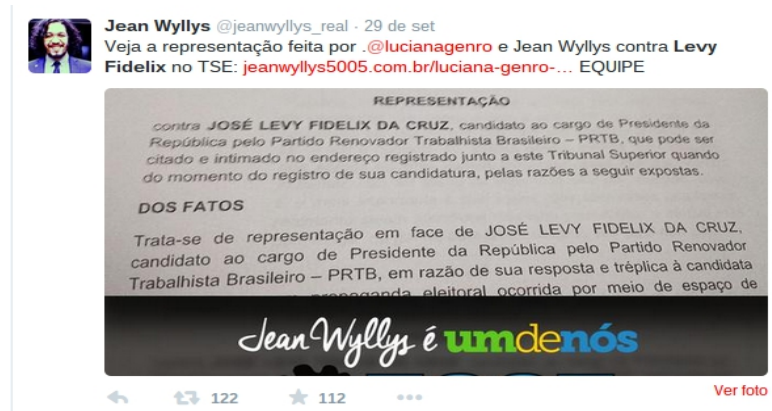 Jean Wyllys @jeanwyllys_real · 29 de set
Veja a representação feita por .@lucianagenro e Jean Wyllys contra Levy
Fidelix no TSE: jeanwyllys5005.com.br/luciana-genro-... EQUIPE
REPRESENTAÇÃO
contra JOSÉ LEVY FIDELIX DA CRUZ, candidato ao cargo de Presidente da
República pelo Partido Renovador Trabalhista Brasileiro – PRTB, que pode ser
citado e intimado no endereço registrado junto a este Tribunal Superior quando
do momento do registro de sua candidatura, pelas razões a seguir expostas.
DOS FATOS
Trata-se de representação em face de JOSÉ LEVY FIDELIX DA CRUZ,
candidato ao cargo de Presidente da República pelo Partido Renovador
Trabalhista Brasileiro – PRTB, em razão de sua resposta e tréplica à candidata
propaganda eleitoral ocorrida por meio de espaço de
Jean Wyllys é umdenós
122 112
Ver foto